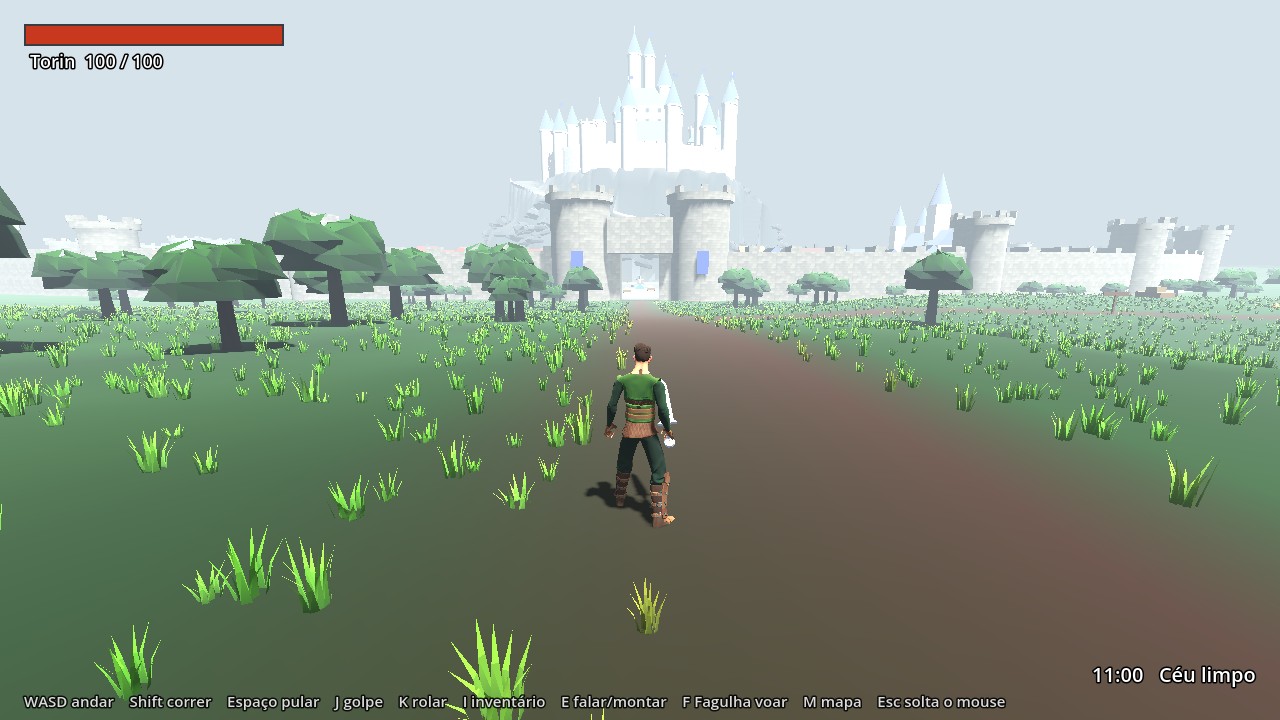 Torin 100 / 100
11:00 Céu limpo
WASD andar Shift correr Espaço pular J golpe K rolar I inventário E falar/montar F Fagulha voar M mapa Esc solta o mouse